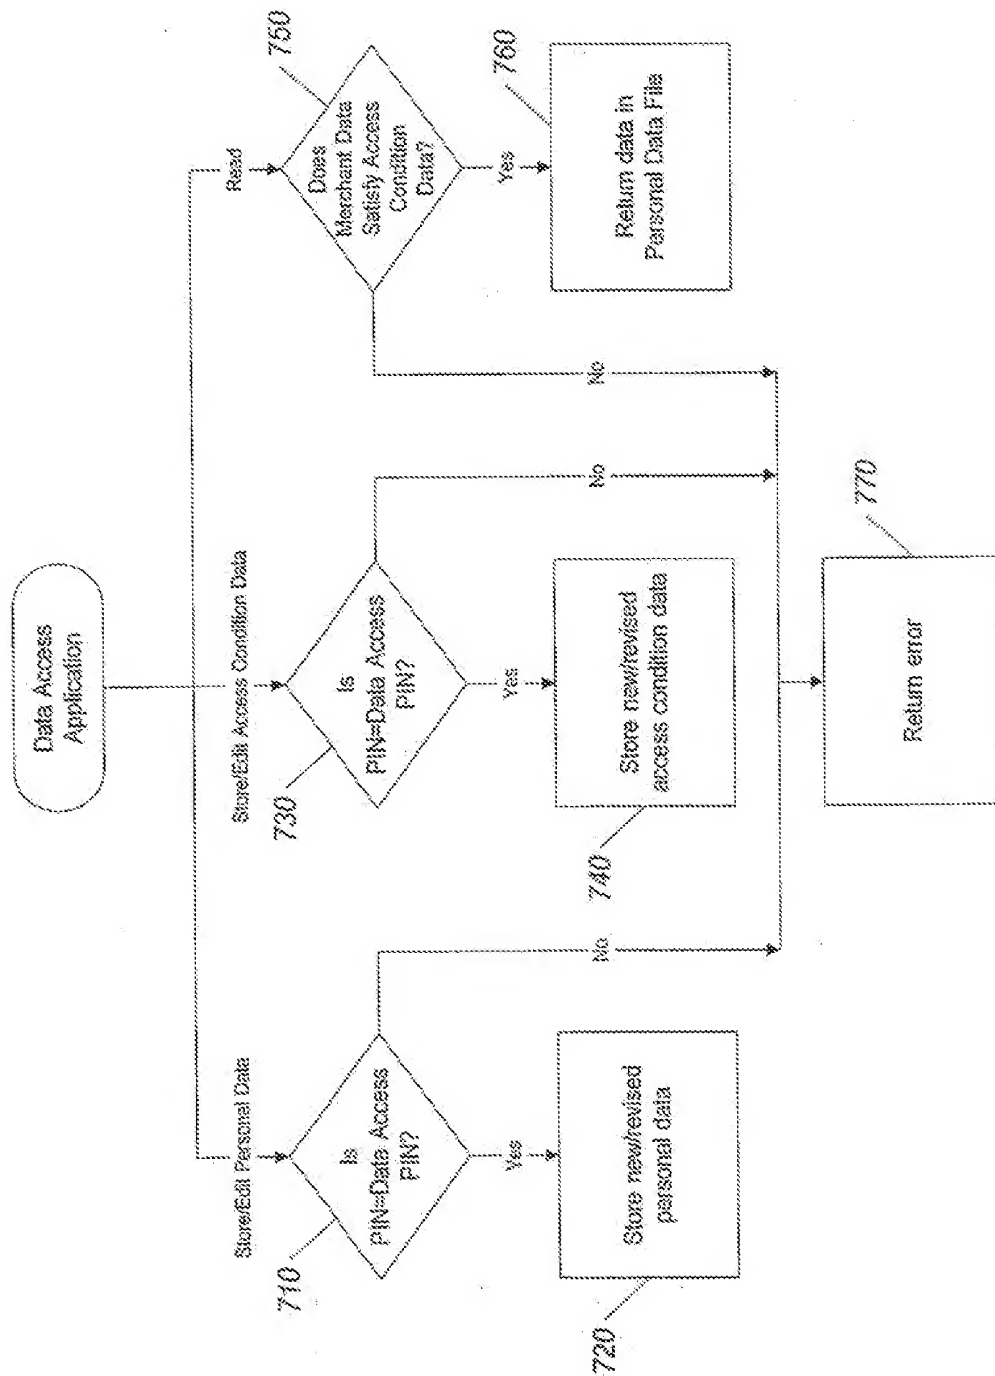 Data Access
Application
Store/Edit Personal Data
Store/Edit Access Condition Data
Read
710
Is
PIN=Data Access
PIN?
730
Is
PIN=Data Access
PIN?
750
Does
Merchant Data
Satisfy Access
Condition
Data?
Yes
Yes
Yes
No
No
No
720
Store new/revised
personal data
740
Store new/revised
access condition data
760
Return data in
Personal Data File
770
Return error